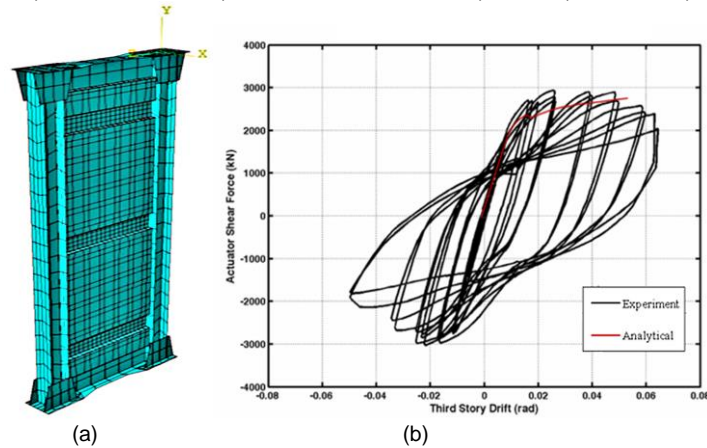 Y
X
4000
3000
2000
1000
0
-1000
-2000
-3000
-4000
Actuator Shear Force (kN)
Experiment
Analytical
-0.08 -0.06 -0.04 -0.02 0 0.02 0.04 0.06 0.08
Third Story Drift (rad)
(a) (b)